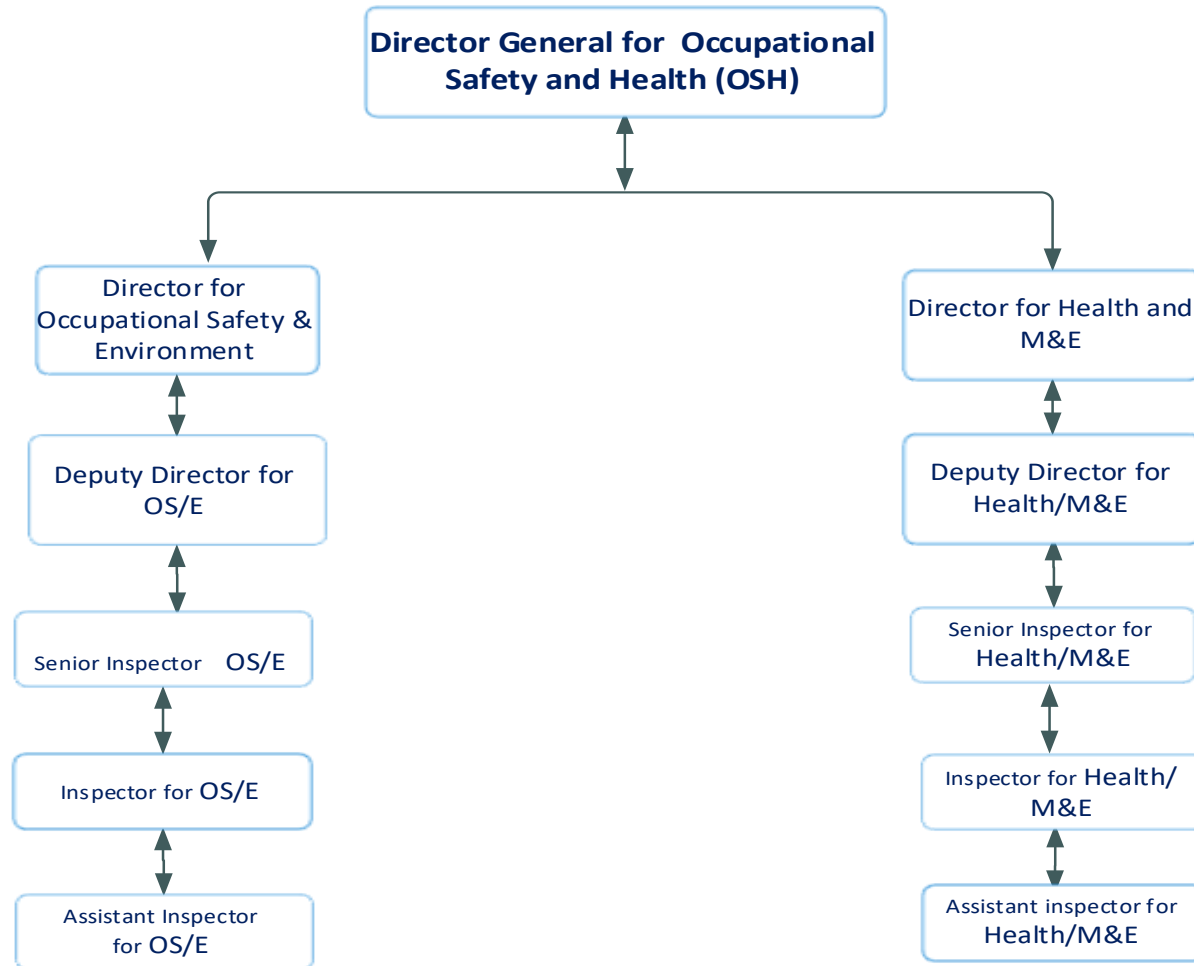 Director General for Occupational
Safety and Health (OSH)
Director for
Occupational Safety &
Environment
Deputy Director for
OS/E
Senior Inspector OS/E
Inspector for OS/E
Assistant Inspector
for OS/E
Director for Health and
M&E
Deputy Director for
Health/M&E
Senior Inspector for
Health/M&E
Inspector for Health/
M&E
Assistant inspector for
Health/M&E